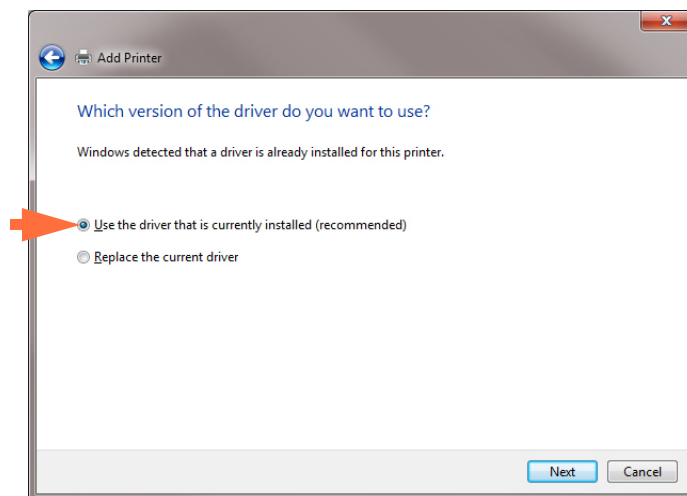 Add Printer
Which version of the driver do you want to use?
Windows detected that a driver is already installed for this printer.
Use the driver that is currently installed (recommended)
Replace the current driver
Next
Cancel